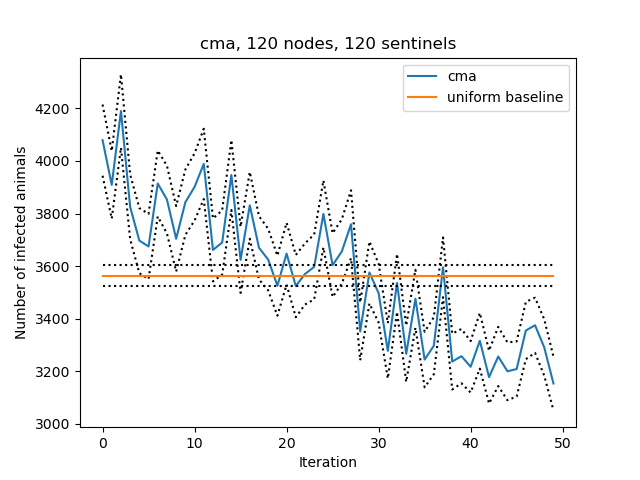 cma, 120 nodes, 120 sentinels
cma
uniform baseline
Number of infected animals
4200
4000
3800
3600
3400
3200
3000
0 10 20 30 40 50
Iteration